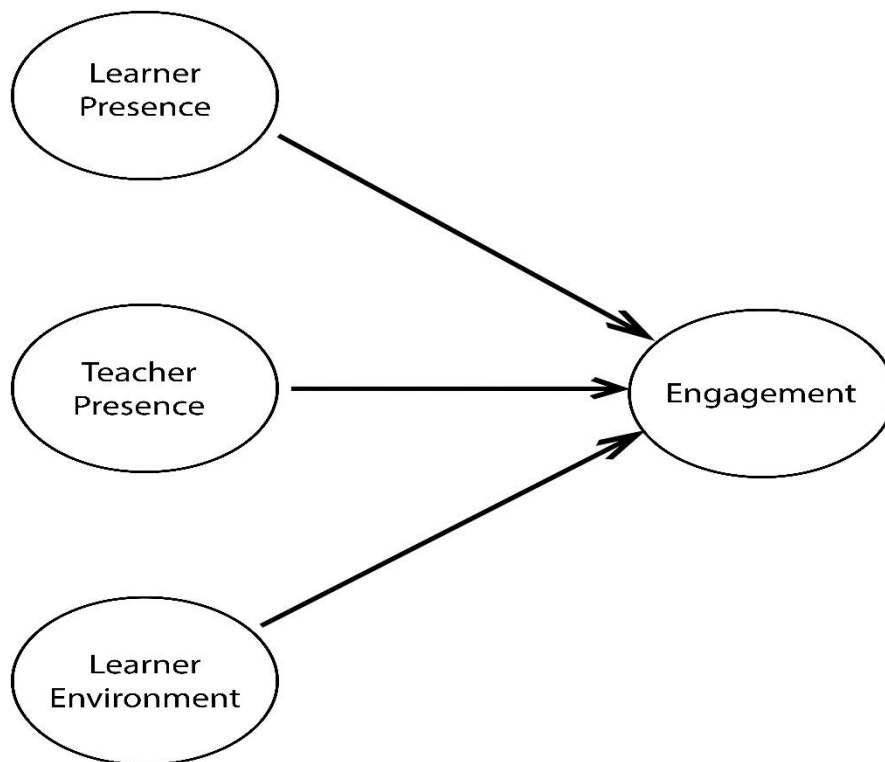 Learner
Presence
Teacher
Presence
Engagement
Learner
Environment